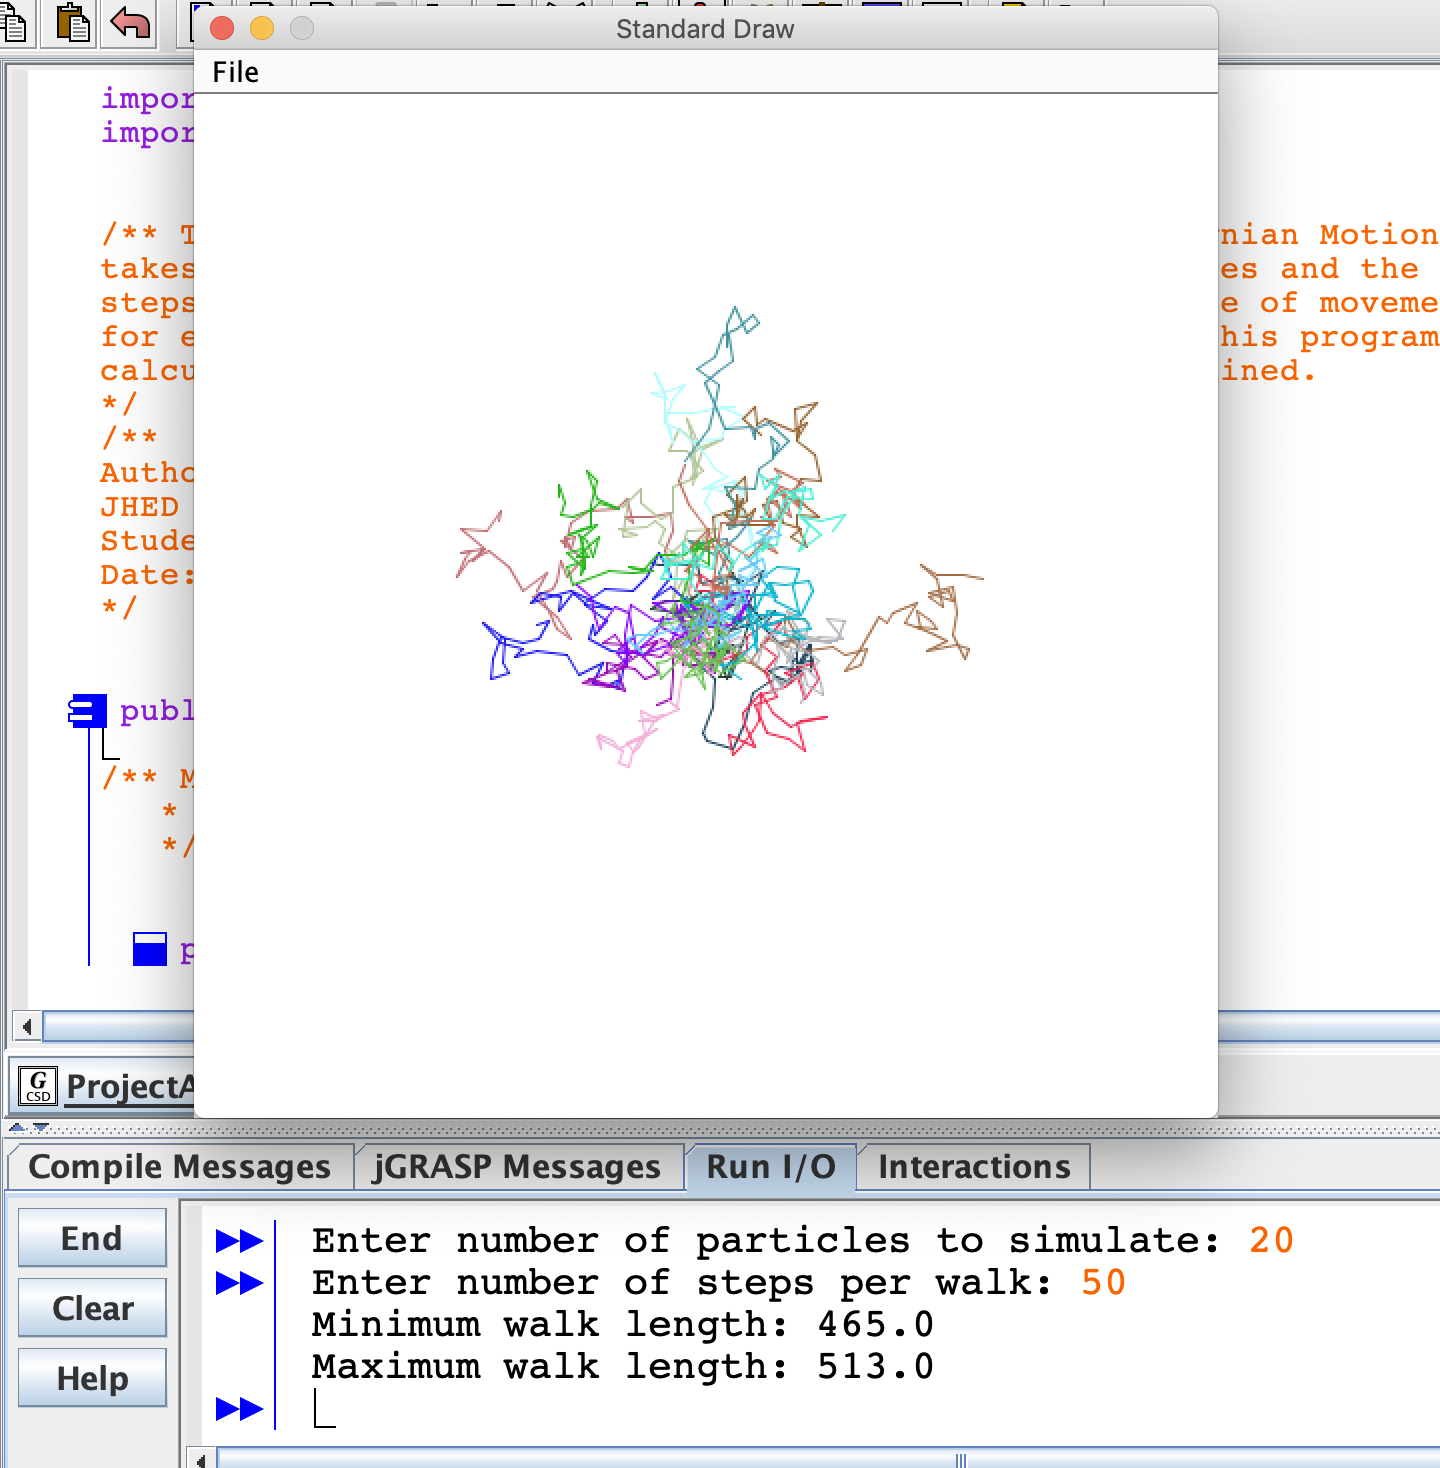 Standard Draw
File
impor
impor
/** T
nian Motion
takes
es and the
steps
e of moveme
for e
his program
calcu
ined.
*/
/**
Autho
JHED
Stude
Date:
*/
publ
/** M
*
*/
p
G
CSD
ProjectA
Compile Messages
jGRASP Messages
Run I/O
Interactions
End
Clear
Help
Enter number of particles to simulate: 20
Enter number of steps per walk: 50
Minimum walk length: 465.0
Maximum walk length: 513.0